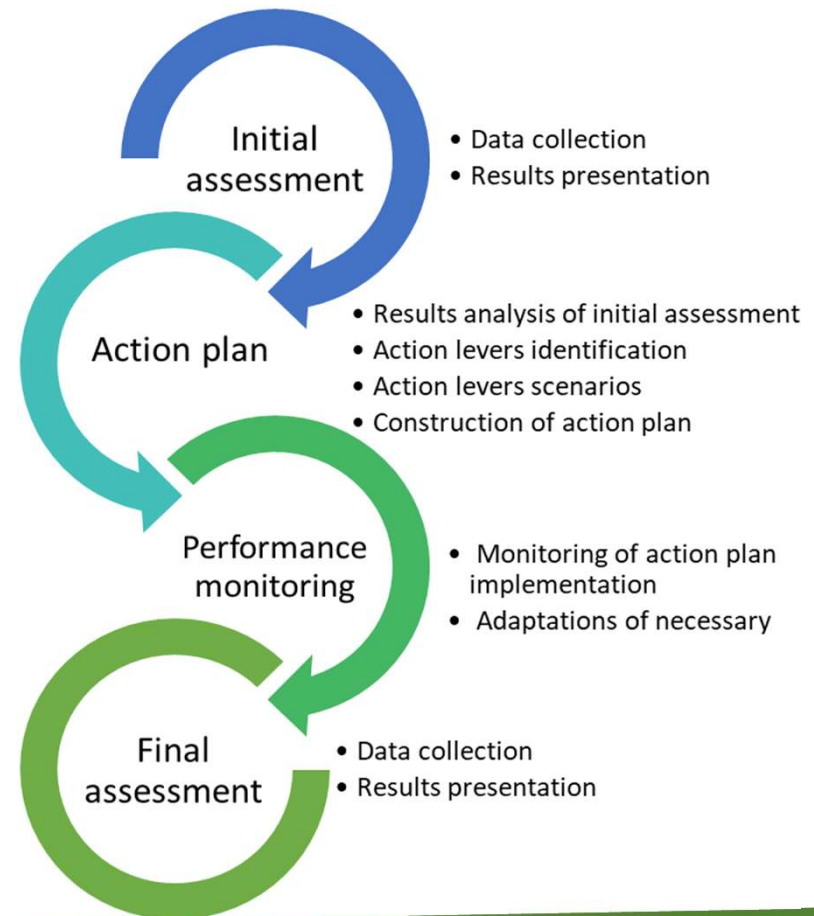 Initial
assessment
• Data collection
• Results presentation
Action plan
• Results analysis of initial assessment
• Action levers identification
• Action levers scenarios
• Construction of action plan
Performance
monitoring
• Monitoring of action plan
implementation
• Adaptations of necessary
Final
assessment
• Data collection
• Results presentation